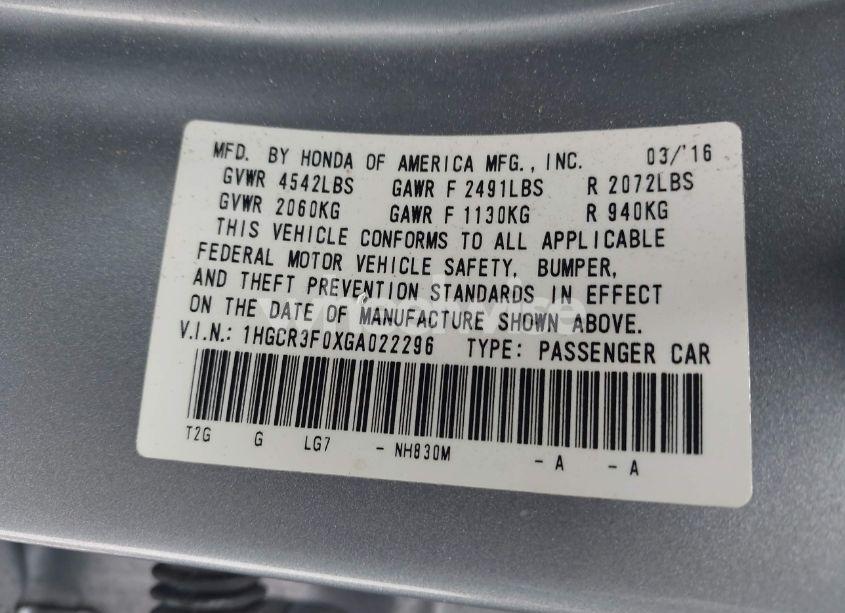 MFD. BY HONDA OF AMERICA MFG., INC. 03/'16
GVWR 4542LBS GAWR F 2491LBS R 2072LBS
GVWR 2060KG GAWR F 1130KG R 940KG
THIS VEHICLE CONFORMS TO ALL APPLICABLE
FEDERAL MOTOR VEHICLE SAFETY, BUMPER,
AND THEFT PREVENTION STANDARDS IN EFFECT
ON THE DATE OF MANUFACTURE SHOWN ABOVE.
V.I.N.: 1HGCR3F0XGA022296 TYPE: PASSENGER CAR
T2G G LG7 - NH830M - A - A